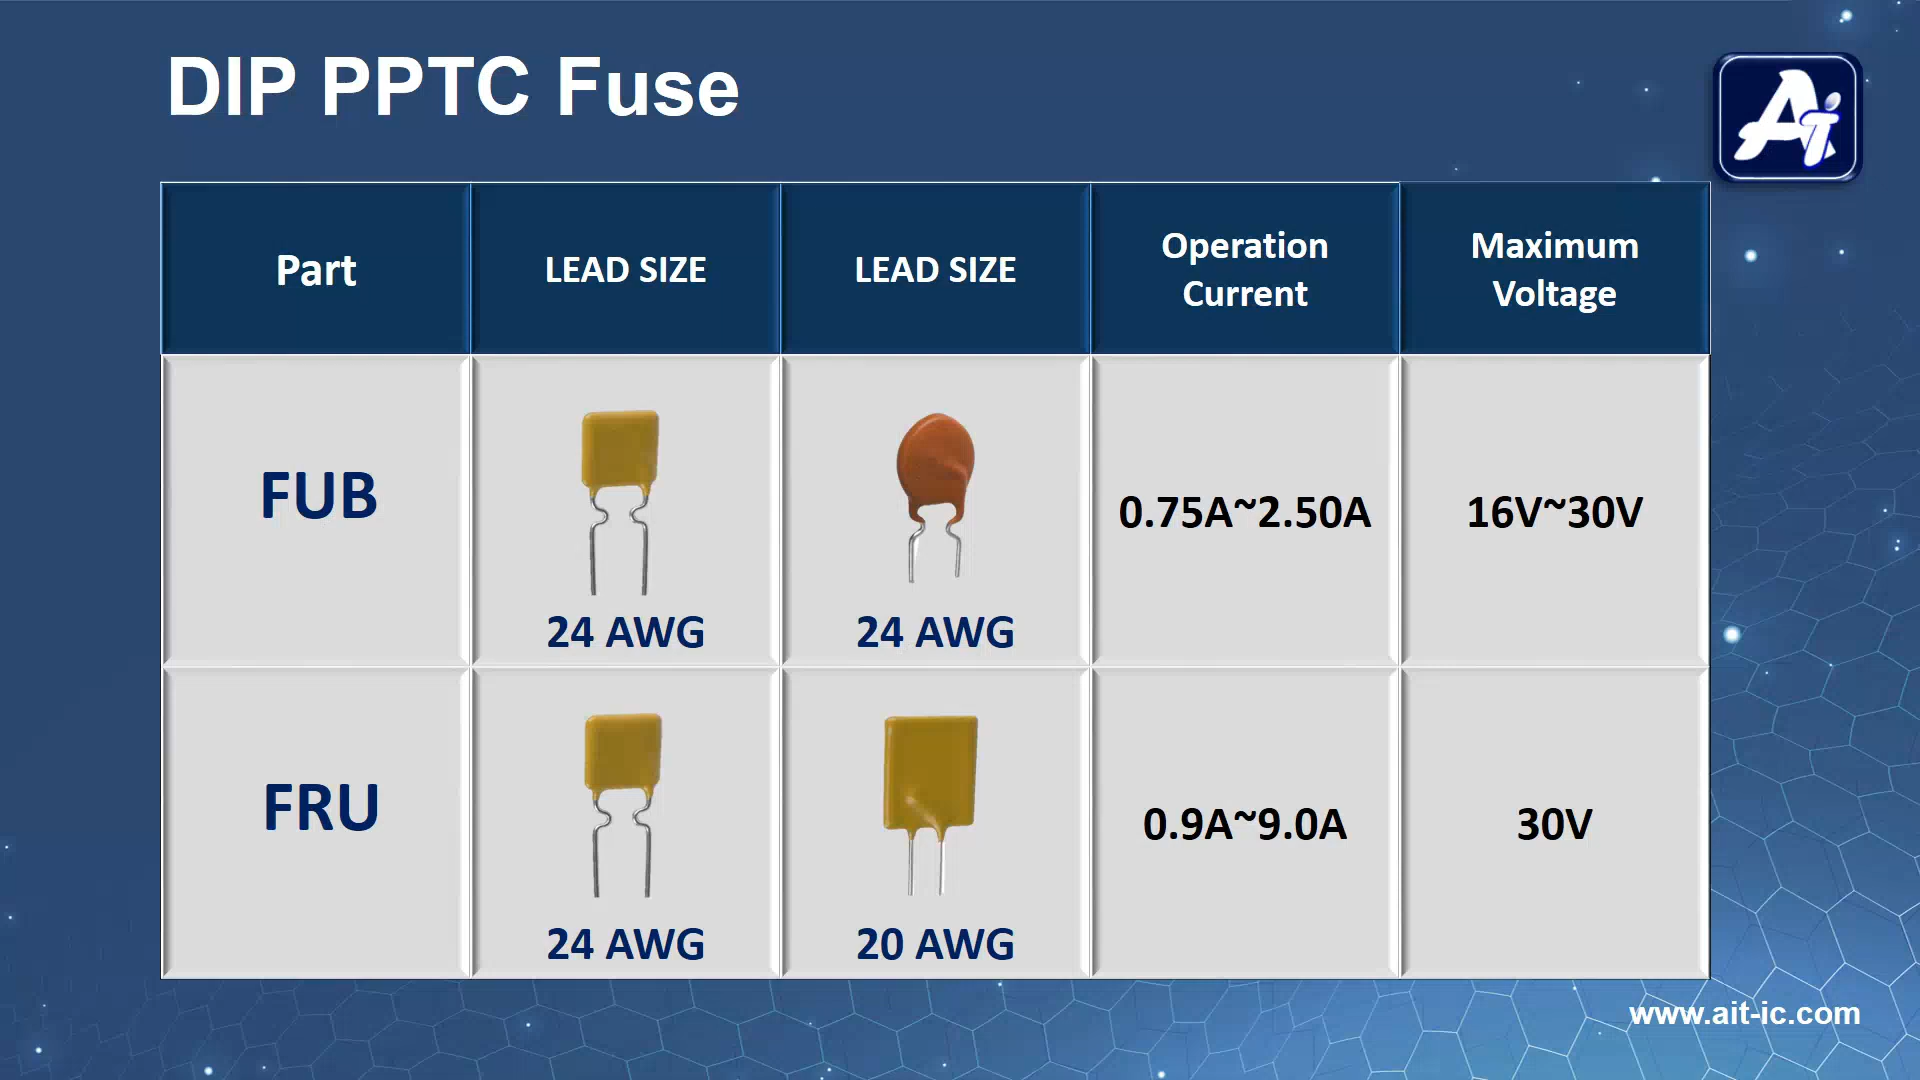 DIP PPTC Fuse
AiT
Part
LEAD SIZE
LEAD SIZE
Operation
Current
Maximum
Voltage
FUB
24 AWG
24 AWG
0.75A~2.50A
16V~30V
FRU
24 AWG
20 AWG
0.9A~9.0A
30V
www.ait-ic.com